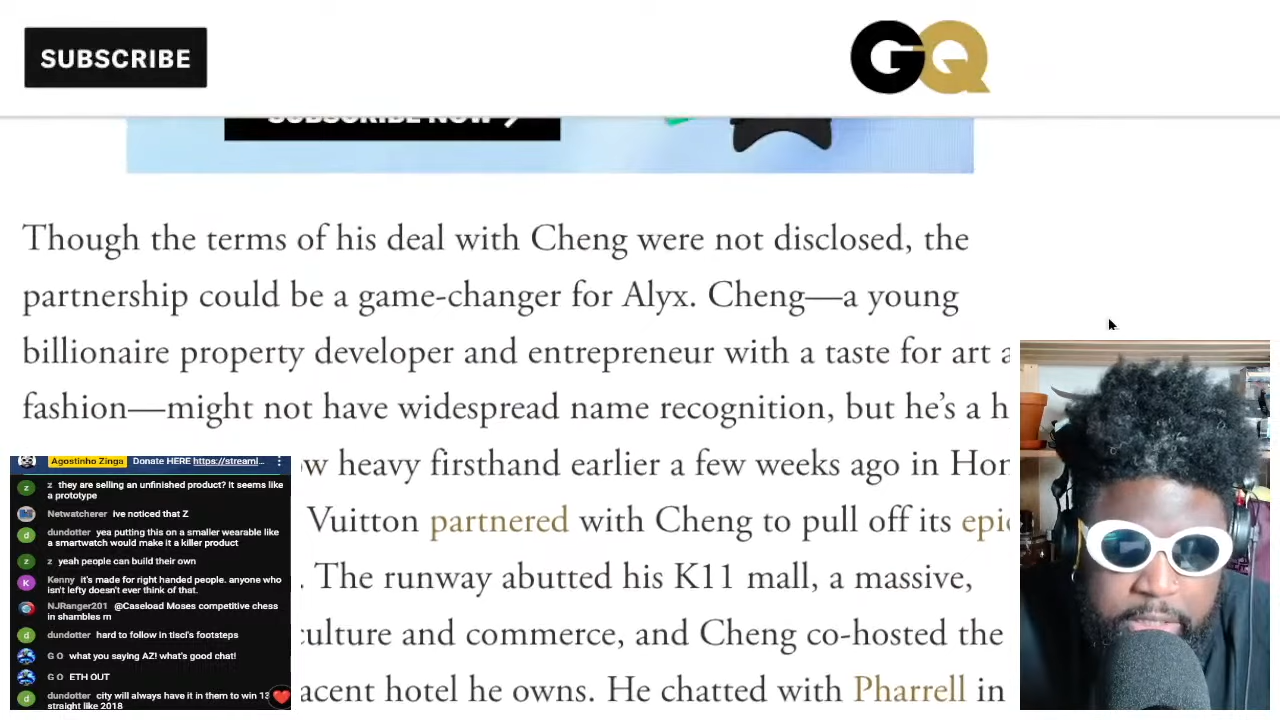 SUBSCRIBE
GQ
SUBSCRIBE NOW
Though the terms of his deal with Cheng were not disclosed, the
partnership could be a game-changer for Alyx. Cheng—a young
billionaire property developer and entrepreneur with a taste for art
fashion—might not have widespread name recognition, but he's a h
heavy firsthand earlier a few weeks ago in Hon
Vuitton partnered with Cheng to pull off its epi
. The runway abutted his K11 mall, a massive,
culture and commerce, and Cheng co-hosted the
acent hotel he owns. He chatted with Pharrell in
Agostinho Zinga Donate HERE https://streaml...
z z they are selling an unfinished product? It seems like
a prototype
Netwatcherer ive noticed that Z
d dundotter yea putting this on a smaller wearable like
a smartwatch would make it a killer product
z z yeah people can build their own
K Kenny it's made for right handed people. anyone who
isn't lefty doesn't ever think of that.
NJRanger201 @Caseload Moses competitive chess
in shambles rn
d dundotter hard to follow in tisci's footsteps
G O what you saying AZ! what's good chat!
G O ETH OUT
d dundotter city will always have it in them to win 13
straight like 2018